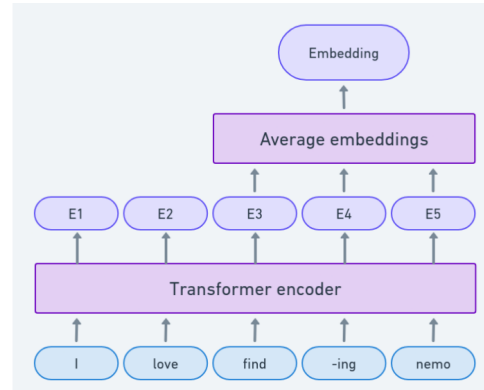 Embedding
Average embeddings
E1 E2 E3 E4 E5
Transformer encoder
I love find -ing nemo